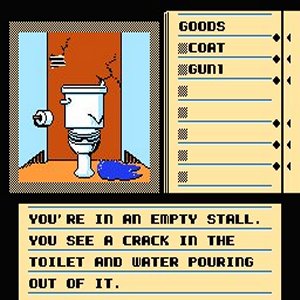 GOODS
COAT
GUN1
YOU'RE IN AN EMPTY STALL.
YOU SEE A CRACK IN THE
TOILET AND WATER POURING
OUT OF IT.